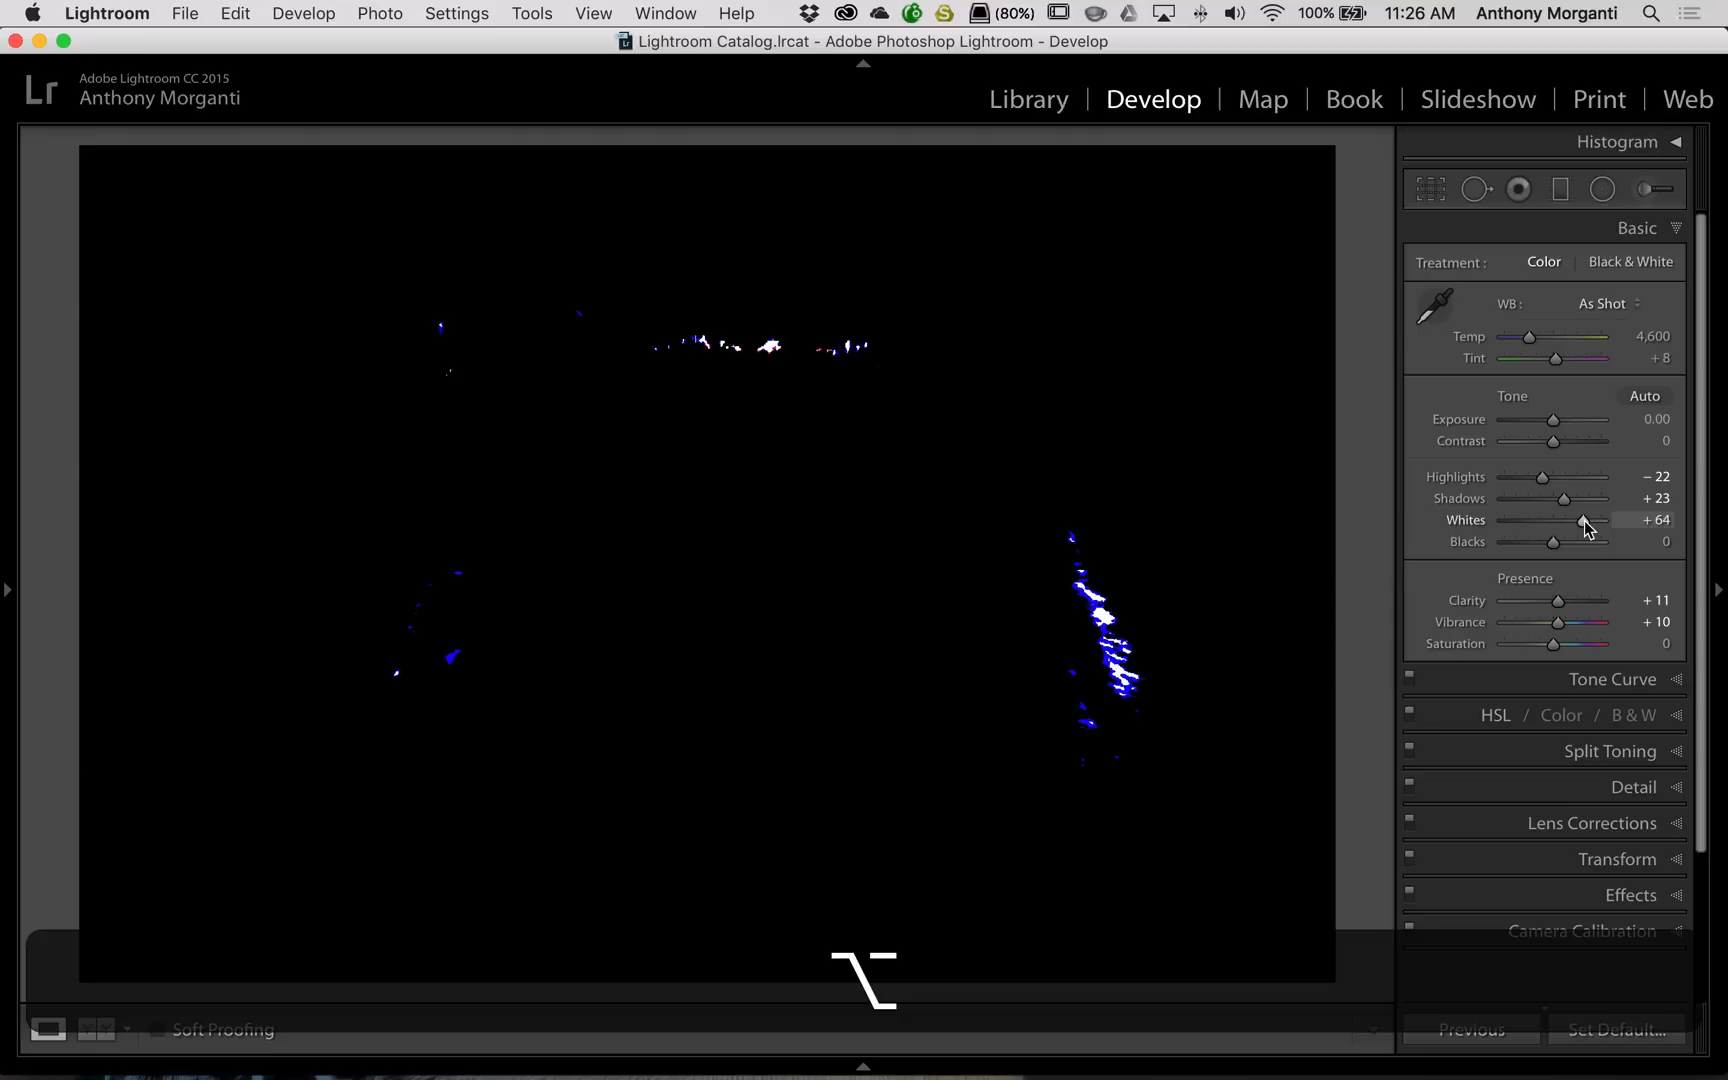 Lightroom File Edit Develop Photo Settings Tools View Window Help (80%) 100% 11:26 AM Anthony Morganti
Lightroom Catalog.lrcat - Adobe Photoshop Lightroom - Develop
Lr Adobe Lightroom CC 2015
Anthony Morganti
Library | Develop | Map | Book | Slideshow | Print | Web
Histogram
Basic
Treatment : Color Black & White
WB : As Shot
Temp 4,600
Tint + 8
Tone Auto
Exposure 0.00
Contrast 0
Highlights − 22
Shadows + 23
Whites + 64
Blacks 0
Presence
Clarity + 11
Vibrance + 10
Saturation 0
Tone Curve
HSL / Color / B & W
Split Toning
Detail
Lens Corrections
Transform
Effects
Camera Calibration
Soft Proofing
Previous Set Default...